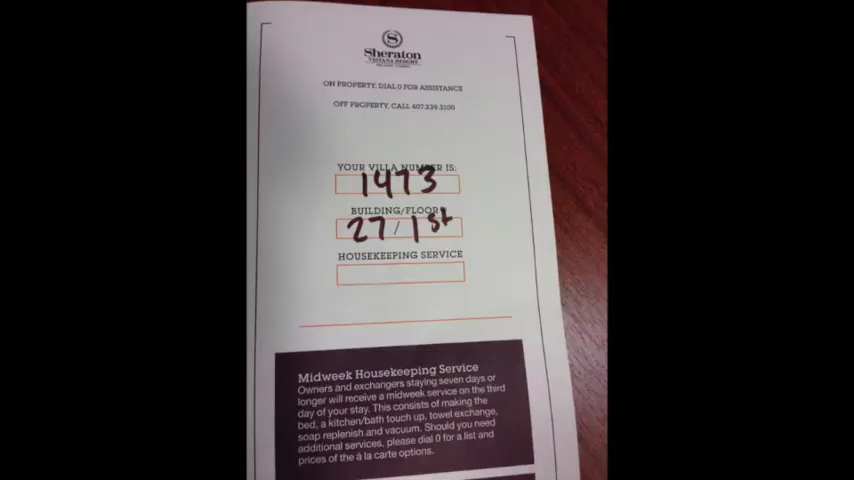 S
Sheraton
VISTANA RESORT
ON PROPERTY, DIAL 0 FOR ASSISTANCE
OFF PROPERTY, CALL 407.239.3100
YOUR VILLA NUMBER IS:
1473
BUILDING/FLOOR
27/1st
HOUSEKEEPING SERVICE
Midweek Housekeeping Service
Owners and exchangers staying seven days or
longer will receive a midweek service on the third
day of your stay. This consists of making the
bed, a kitchen/bath touch up, towel exchange,
soap replenish and vacuum. Should you need
additional services, please dial 0 for a list and
prices of the à la carte options.